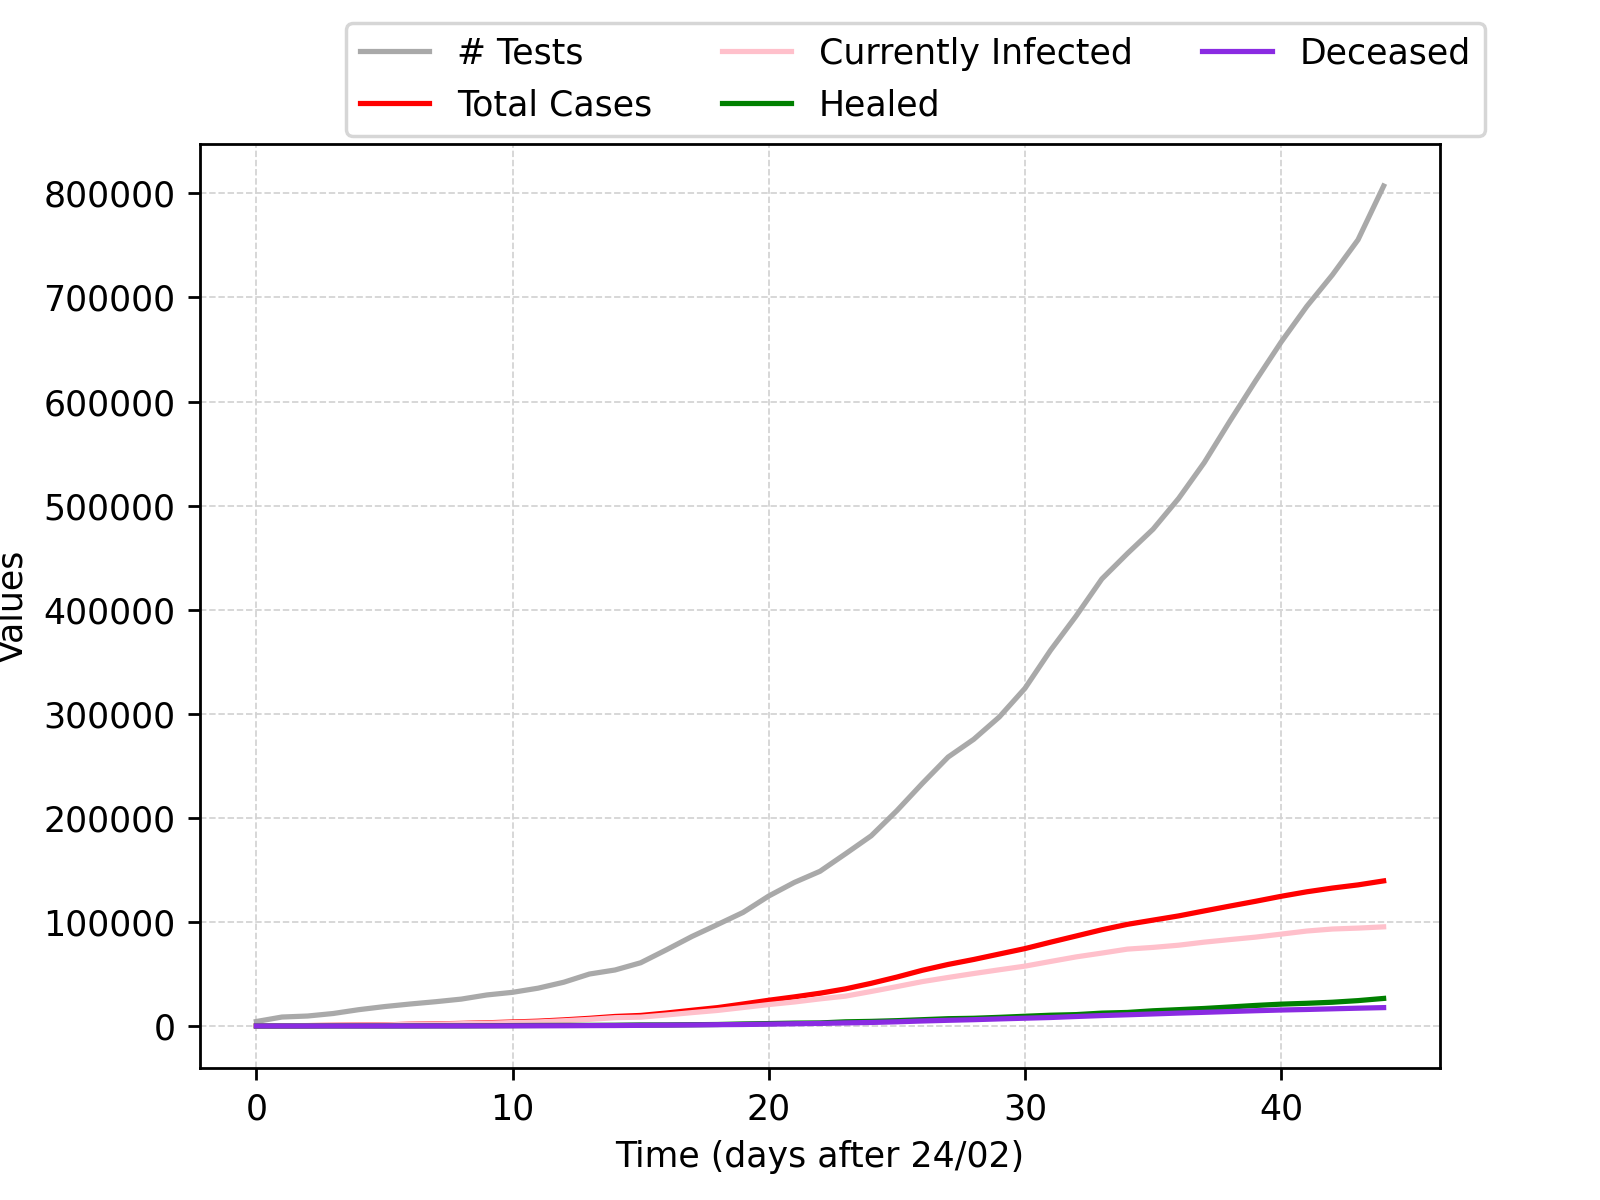 # Tests
Total Cases
Currently Infected
Healed
Deceased
Values
800000
700000
600000
500000
400000
300000
200000
100000
0
0 10 20 30 40
Time (days after 24/02)